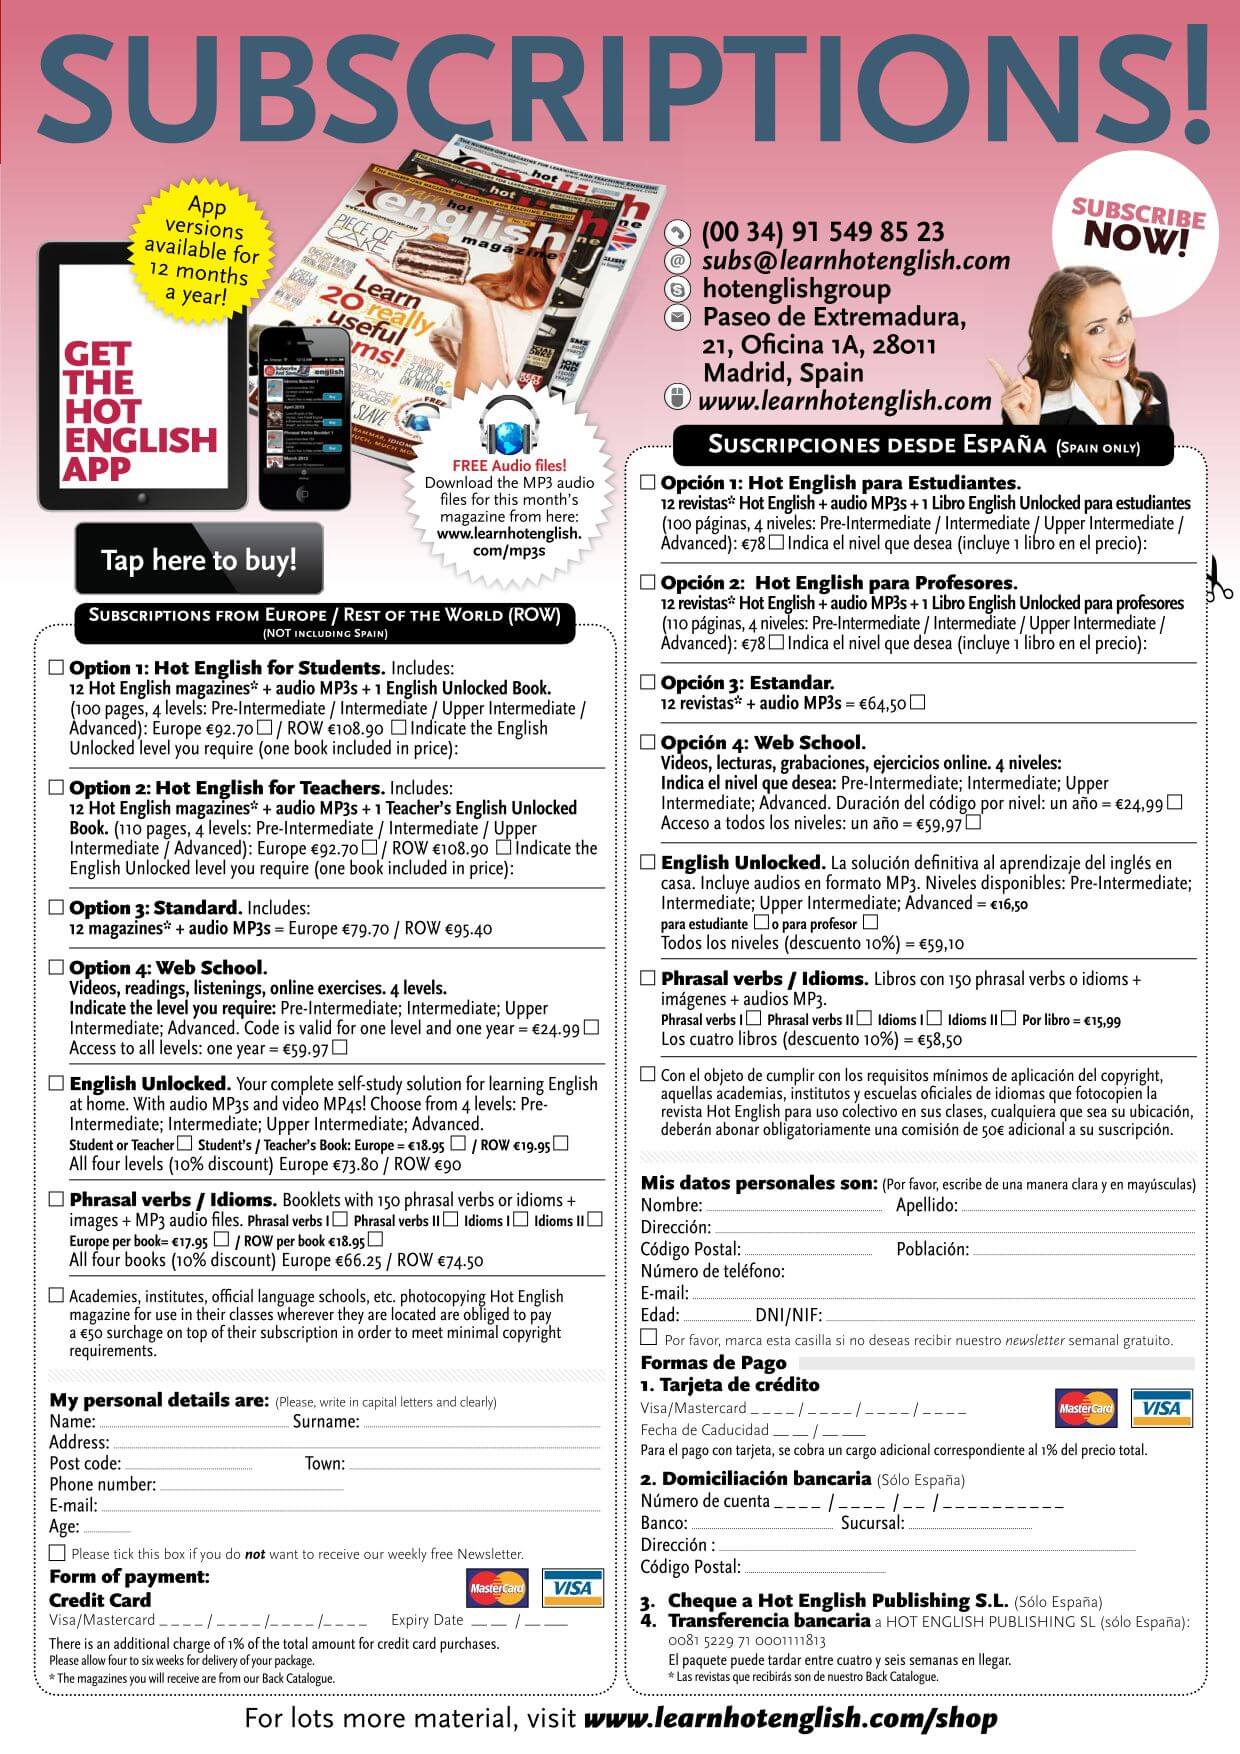 SUBSCRIPTIONS!
App
versions
available for
12 months
a year!
GET
THE
HOT
ENGLISH
APP
Tap here to buy!
Learn hot
english
magazine
PIECE OF
CAKE
Learn
20 really
useful
FREE Audio files!
Download the MP3 audio
files for this month's
magazine from here:
www.learnhotenglish.
com/mp3s
(00 34) 91 549 85 23
subs@learnhotenglish.com
hotenglishgroup
Paseo de Extremadura,
21, Oficina 1A, 28011
Madrid, Spain
www.learnhotenglish.com
SUBSCRIBE
NOW!
Subscriptions from Europe / Rest of the World (ROW)
(NOT including Spain)
Option 1: Hot English for Students. Includes:
12 Hot English magazines* + audio MP3s + 1 English Unlocked Book.
(100 pages, 4 levels: Pre-Intermediate / Intermediate / Upper Intermediate /
Advanced): Europe €92.70 / ROW €108.90 Indicate the English
Unlocked level you require (one book included in price):
Option 2: Hot English for Teachers. Includes:
12 Hot English magazines* + audio MP3s + 1 Teacher's English Unlocked
Book. (110 pages, 4 levels: Pre-Intermediate / Intermediate / Upper
Intermediate / Advanced): Europe €92.70 / ROW €108.90 Indicate the
English Unlocked level you require (one book included in price):
Option 3: Standard. Includes:
12 magazines* + audio MP3s = Europe €79.70 / ROW €95.40
Option 4: Web School.
Videos, readings, listenings, online exercises. 4 levels.
Indicate the level you require: Pre-Intermediate; Intermediate; Upper
Intermediate; Advanced. Code is valid for one level and one year = €24.99
Access to all levels: one year = €59.97
English Unlocked. Your complete self-study solution for learning English
at home. With audio MP3s and video MP4s! Choose from 4 levels: Pre-
Intermediate; Intermediate; Upper Intermediate; Advanced.
Student or Teacher Student's / Teacher's Book: Europe = €18.95 / ROW €19.95
All four levels (10% discount) Europe €73.80 / ROW €90
Phrasal verbs / Idioms. Booklets with 150 phrasal verbs or idioms +
images + MP3 audio files. Phrasal verbs I Phrasal verbs II Idioms I Idioms II
Europe per book= €17.95 / ROW per book €18.95
All four books (10% discount) Europe €66.25 / ROW €74.50
Academies, institutes, official language schools, etc. photocopying Hot English
magazine for use in their classes wherever they are located are obliged to pay
a €50 surchage on top of their subscription in order to meet minimal copyright
requirements.
My personal details are: (Please, write in capital letters and clearly)
Name: Surname:
Address:
Post code: Town:
Phone number:
E-mail:
Age:
Please tick this box if you do not want to receive our weekly free Newsletter.
Form of payment:
Credit Card
MasterCard VISA
Visa/Mastercard _ _ _ _ / _ _ _ _ / _ _ _ _ / _ _ _ _ Expiry Date __ __ / __ ___
There is an additional charge of 1% of the total amount for credit card purchases.
Please allow four to six weeks for delivery of your package.
* The magazines you will receive are from our Back Catalogue.
Suscripciones desde España (Spain only)
Opción 1: Hot English para Estudiantes.
12 revistas* Hot English + audio MP3s + 1 Libro English Unlocked para estudiantes
(100 páginas, 4 niveles: Pre-Intermediate / Intermediate / Upper Intermediate /
Advanced): €78 Indica el nivel que desea (incluye 1 libro en el precio):
Opción 2: Hot English para Profesores.
12 revistas* Hot English + audio MP3s + 1 Libro English Unlocked para profesores
(110 páginas, 4 niveles: Pre-Intermediate / Intermediate / Upper Intermediate /
Advanced): €78 Indica el nivel que desea (incluye 1 libro en el precio):
Opción 3: Estandar.
12 revistas* + audio MP3s = €64,50
Opción 4: Web School.
Videos, lecturas, grabaciones, ejercicios online. 4 niveles:
Indica el nivel que desea: Pre-Intermediate; Intermediate; Upper
Intermediate; Advanced. Duración del código por nivel: un año = €24,99
Acceso a todos los niveles: un año = €59,97
English Unlocked. La solución definitiva al aprendizaje del inglés en
casa. Incluye audios en formato MP3. Niveles disponibles: Pre-Intermediate;
Intermediate; Upper Intermediate; Advanced = €16,50
para estudiante o para profesor
Todos los niveles (descuento 10%) = €59,10
Phrasal verbs / Idioms. Libros con 150 phrasal verbs o idioms +
imágenes + audios MP3.
Phrasal verbs I Phrasal verbs II Idioms I Idioms II Por libro = €15,99
Los cuatro libros (descuento 10%) = €58,50
Con el objeto de cumplir con los requisitos mínimos de aplicación del copyright,
aquellas academias, institutos y escuelas oficiales de idiomas que fotocopien la
revista Hot English para uso colectivo en sus clases, cualquiera que sea su ubicación,
deberán abonar obligatoriamente una comisión de 50€ adicional a su suscripción.
Mis datos personales son: (Por favor, escribe de una manera clara y en mayúsculas)
Nombre: Apellido:
Dirección:
Código Postal: Población:
Número de teléfono:
E-mail:
Edad: DNI/NIF:
Por favor, marca esta casilla si no deseas recibir nuestro newsletter semanal gratuito.
Formas de Pago
1. Tarjeta de crédito
MasterCard VISA
Visa/Mastercard _ _ _ _ / _ _ _ _ / _ _ _ _ / _ _ _ _
Fecha de Caducidad __ __ / __ ___
Para el pago con tarjeta, se cobra un cargo adicional correspondiente al 1% del precio total.
2. Domiciliación bancaria (Sólo España)
Número de cuenta _ _ _ _ / _ _ _ _ / _ _ / _ _ _ _ _ _ _ _ _ _
Banco: Sucursal:
Dirección :
Código Postal:
3. Cheque a Hot English Publishing S.L. (Sólo España)
4. Transferencia bancaria a HOT ENGLISH PUBLISHING SL (sólo España):
0081 5229 71 0001111813
El paquete puede tardar entre cuatro y seis semanas en llegar.
* Las revistas que recibirás son de nuestro Back Catalogue.
For lots more material, visit www.learnhotenglish.com/shop